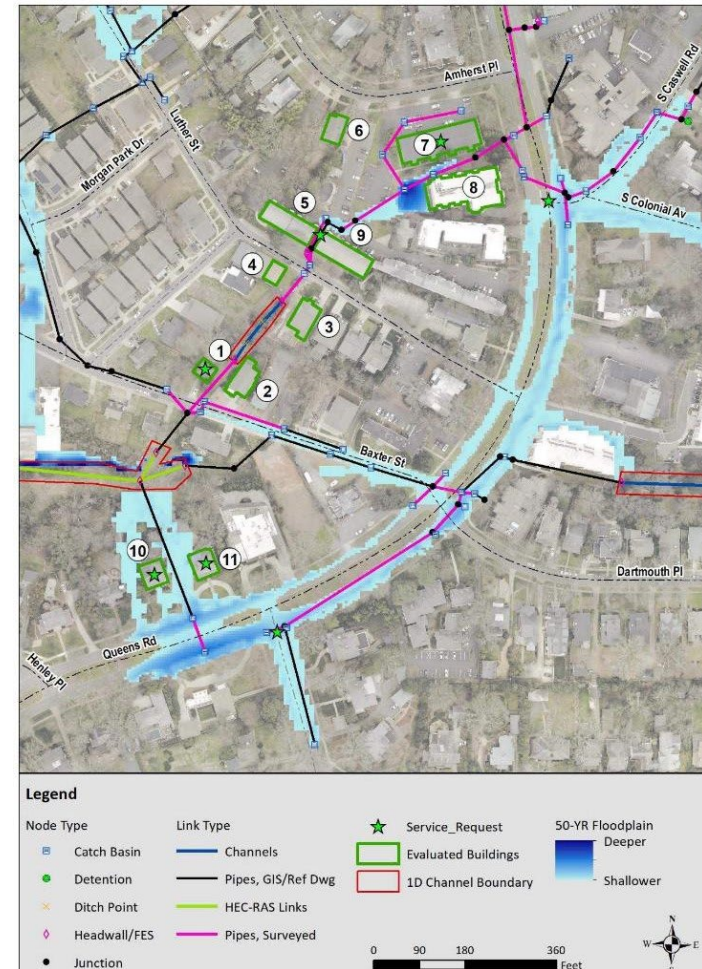 Amherst Pl
S Caswell Rd
Luther St
Morgan Park Dr
6
7
8
S Colonial Av
5
9
4
3
1
2
Baxter St
10
11
Dartmouth Pl
Queens Rd
Henley Pl
Legend
Node Type
Link Type
Catch Basin
Channels
Service_Request
50-YR Floodplain
Detention
Pipes, GIS/Ref Dwg
Evaluated Buildings
Deeper
Ditch Point
HEC-RAS Links
1D Channel Boundary
Shallower
Headwall/FES
Pipes, Surveyed
Junction
0 90 180 360
Feet
N
W E
S